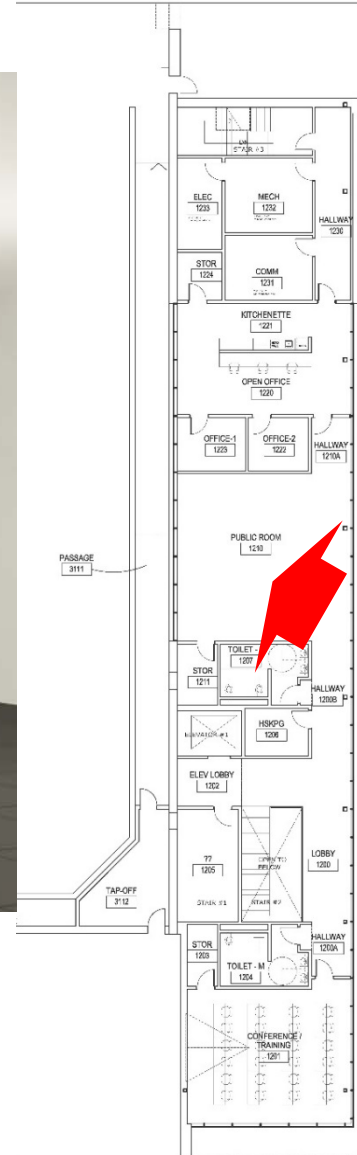 STAIR #3
ELEC
1233
MECH
1232
HALLWAY
1230
STOR
1224
COMM
1231
KITCHENETTE
1221
OPEN OFFICE
1220
OFFICE-1
1223
OFFICE-2
1222
HALLWAY
1210A
PUBLIC ROOM
1210
PASSAGE
3111
TOILET -
1207
STOR
1211
HALLWAY
1200B
HSKPG
1206
ELEVATOR #1
ELEV LOBBY
1202
??
1205
OPEN TO
BELOW
LOBBY
1200
TAP-OFF
3112
STAIR #1
STAIR #2
HALLWAY
1200A
STOR
1203
TOILET - M
1204
CONFERENCE /
TRAINING
1201